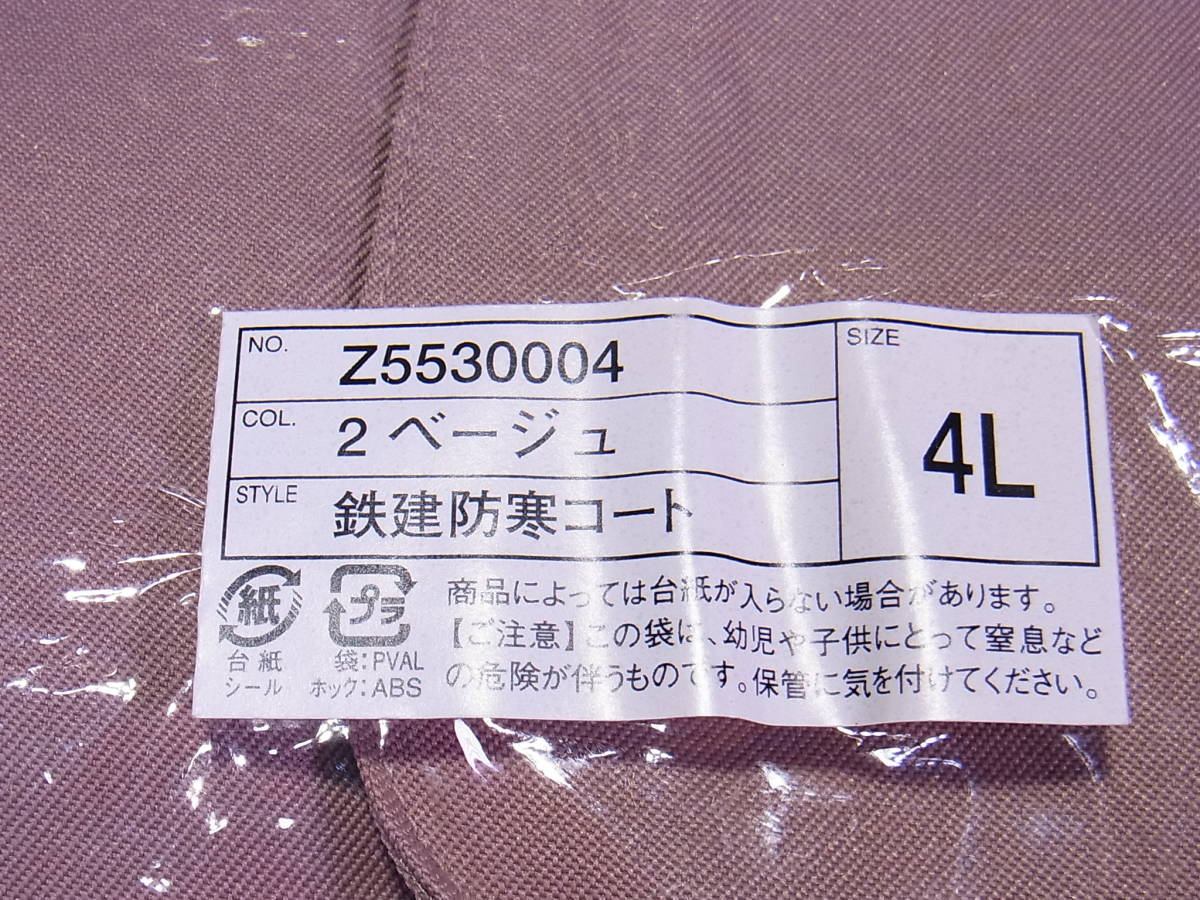 NO. Z5530004
SIZE
4L
COL. 2 ベージュ
STYLE 鉄建防寒コート
紙
台紙
シール
プラ
袋:PVAL
ホック:ABS
商品によっては台紙が入らない場合があります。
【ご注意】この袋は、幼児や子供にとって窒息など
の危険が伴うものです。保管に気を付けてください。